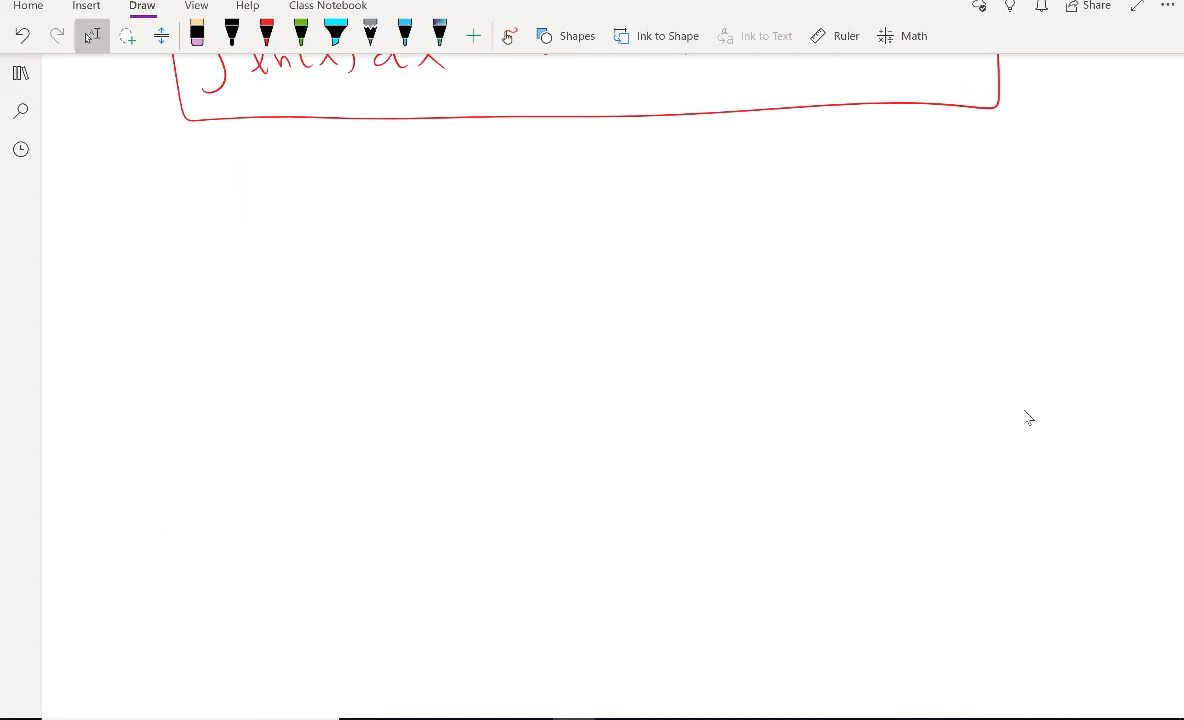 Home Insert Draw View Help Class Notebook Share
Shapes Ink to Shape Ink to Text Ruler Math
∫ ln(x) dx